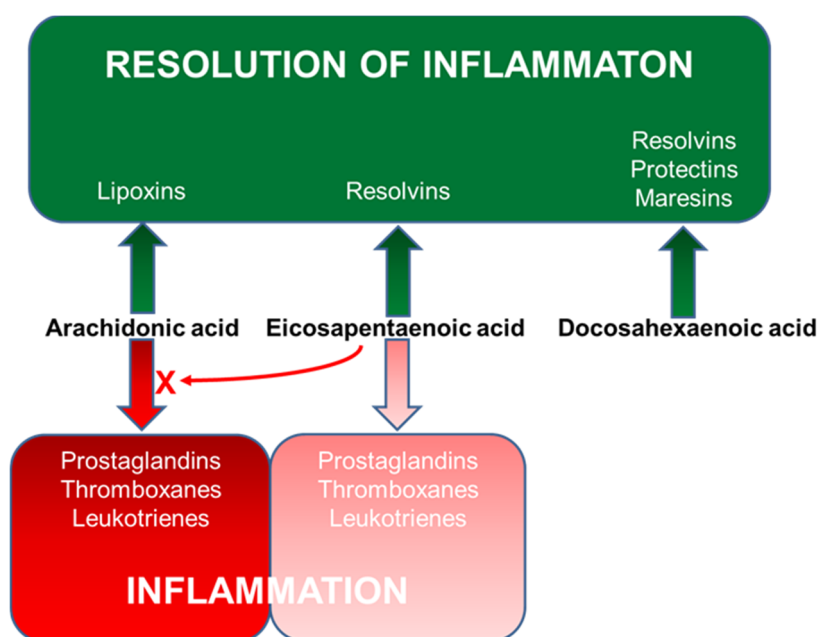 RESOLUTION OF INFLAMMATON
Lipoxins
Resolvins
Resolvins
Protectins
Maresins
Arachidonic acid
Eicosapentaenoic acid
Docosahexaenoic acid
X
Prostaglandins
Thromboxanes
Leukotrienes
Prostaglandins
Thromboxanes
Leukotrienes
INFLAMMATION